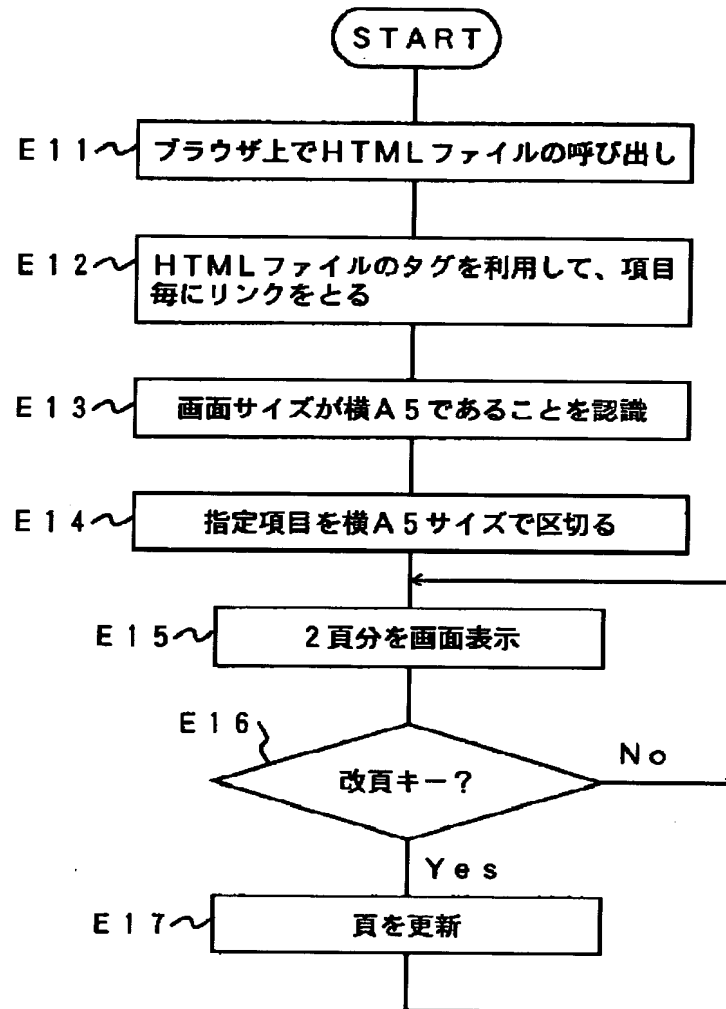 START
E11 ブラウザ上でHTMLファイルの呼び出し
E12 HTMLファイルのタグを利用して、項目
毎にリンクをとる
E13 画面サイズが横A5であることを認識
E14 指定項目を横A5サイズで区切る
E15 2頁分を画面表示
E16
改頁キー?
No
Yes
E17 頁を更新